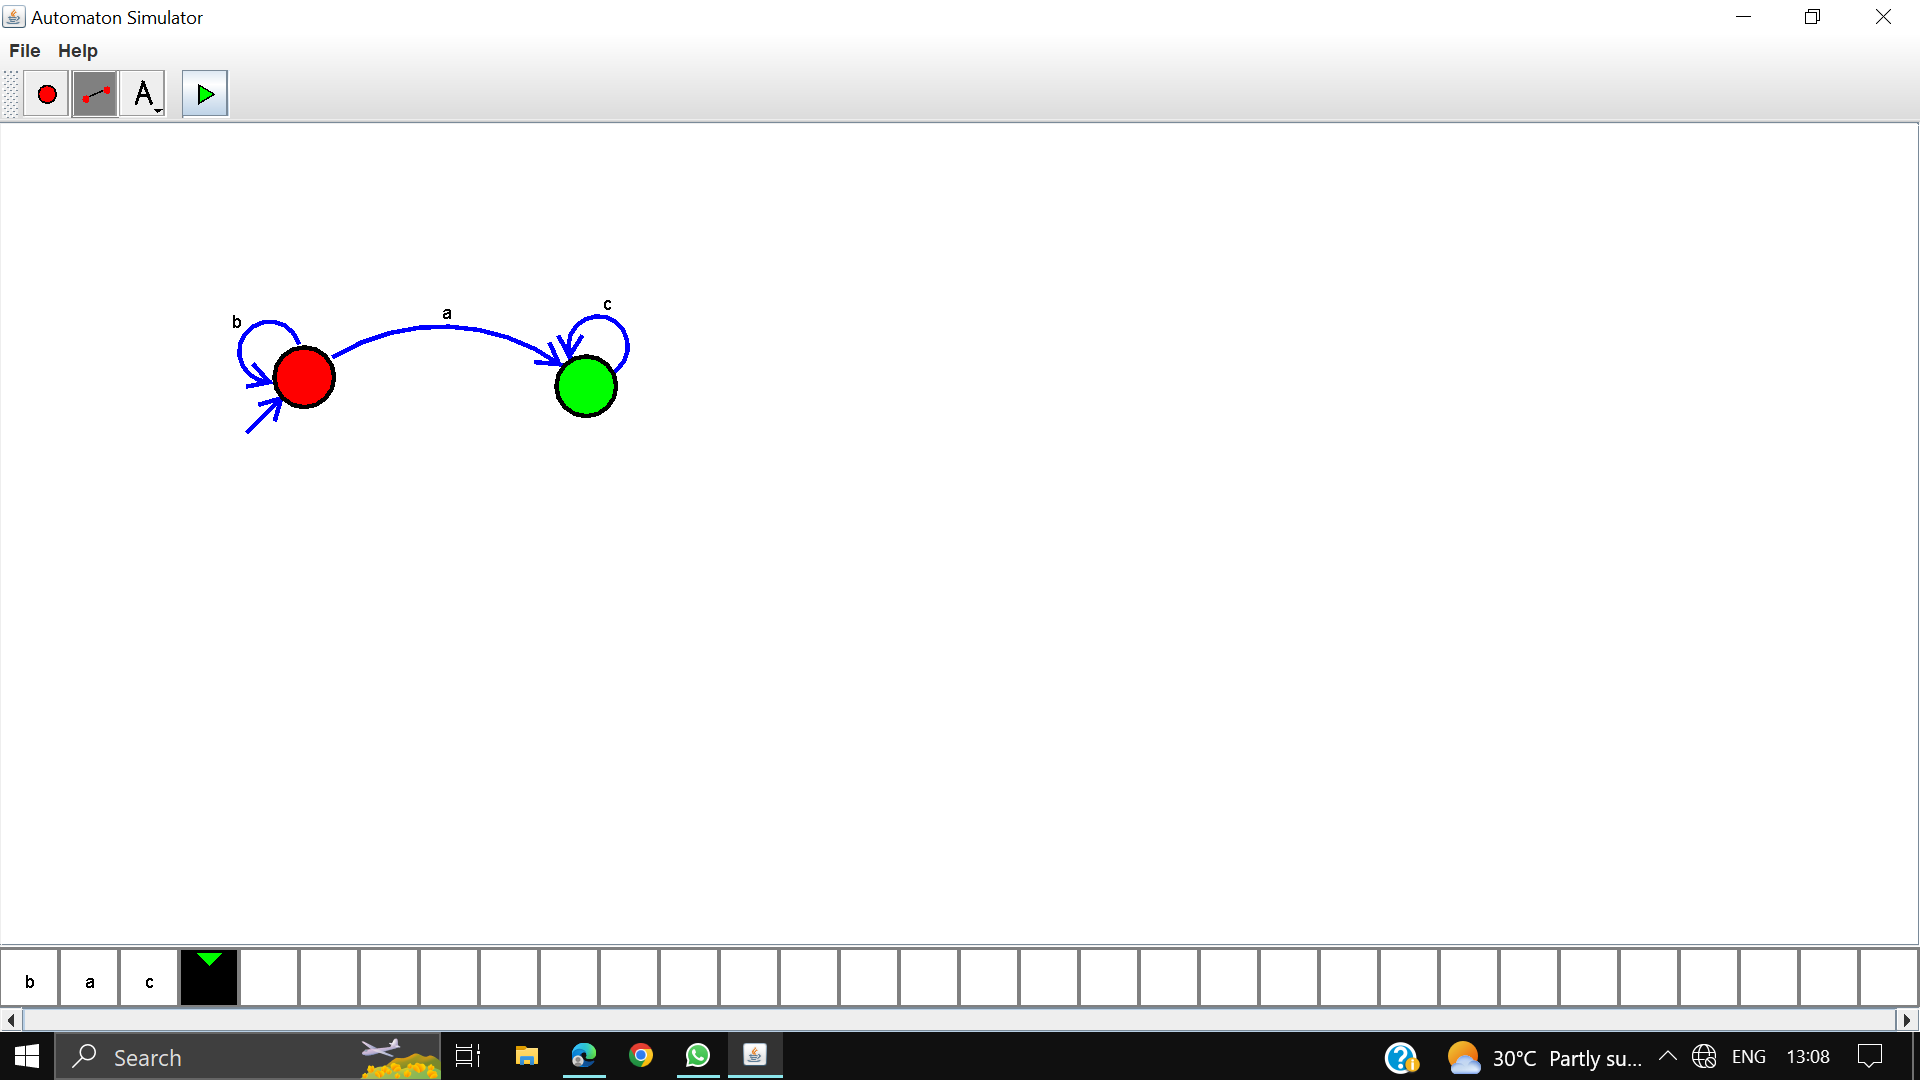 Automaton Simulator
File Help
A
c
a
b
b a c
Search
30°C Partly su... ENG 13:08